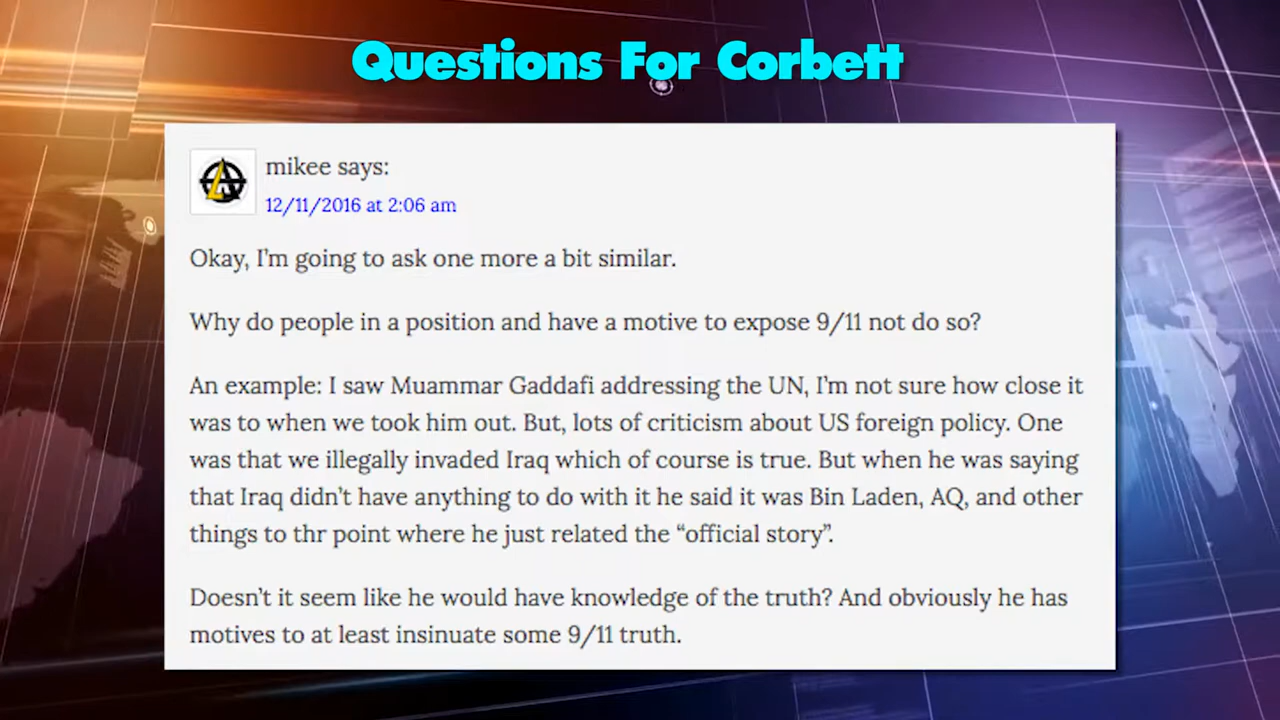 Questions For Corbett
mikee says:
12/11/2016 at 2:06 am
Okay, I'm going to ask one more a bit similar.
Why do people in a position and have a motive to expose 9/11 not do so?
An example: I saw Muammar Gaddafi addressing the UN, I'm not sure how close it
was to when we took him out. But, lots of criticism about US foreign policy. One
was that we illegally invaded Iraq which of course is true. But when he was saying
that Iraq didn't have anything to do with it he said it was Bin Laden, AQ, and other
things to thr point where he just related the “official story”.
Doesn't it seem like he would have knowledge of the truth? And obviously he has
motives to at least insinuate some 9/11 truth.